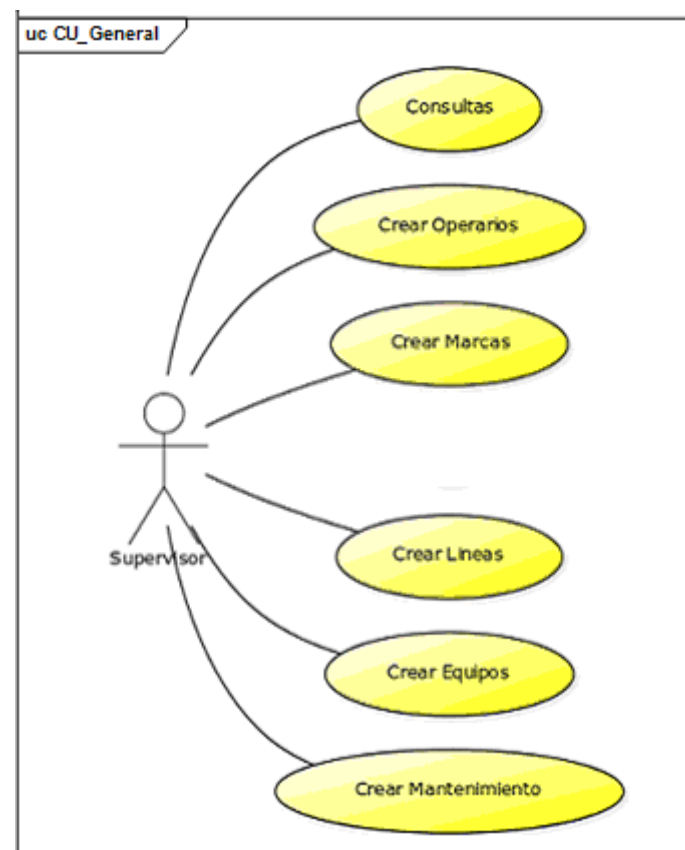 uc CU_General
Consultas
Crear Operarios
Crear Marcas
Supervisor
Crear Lineas
Crear Equipos
Crear Mantenimiento